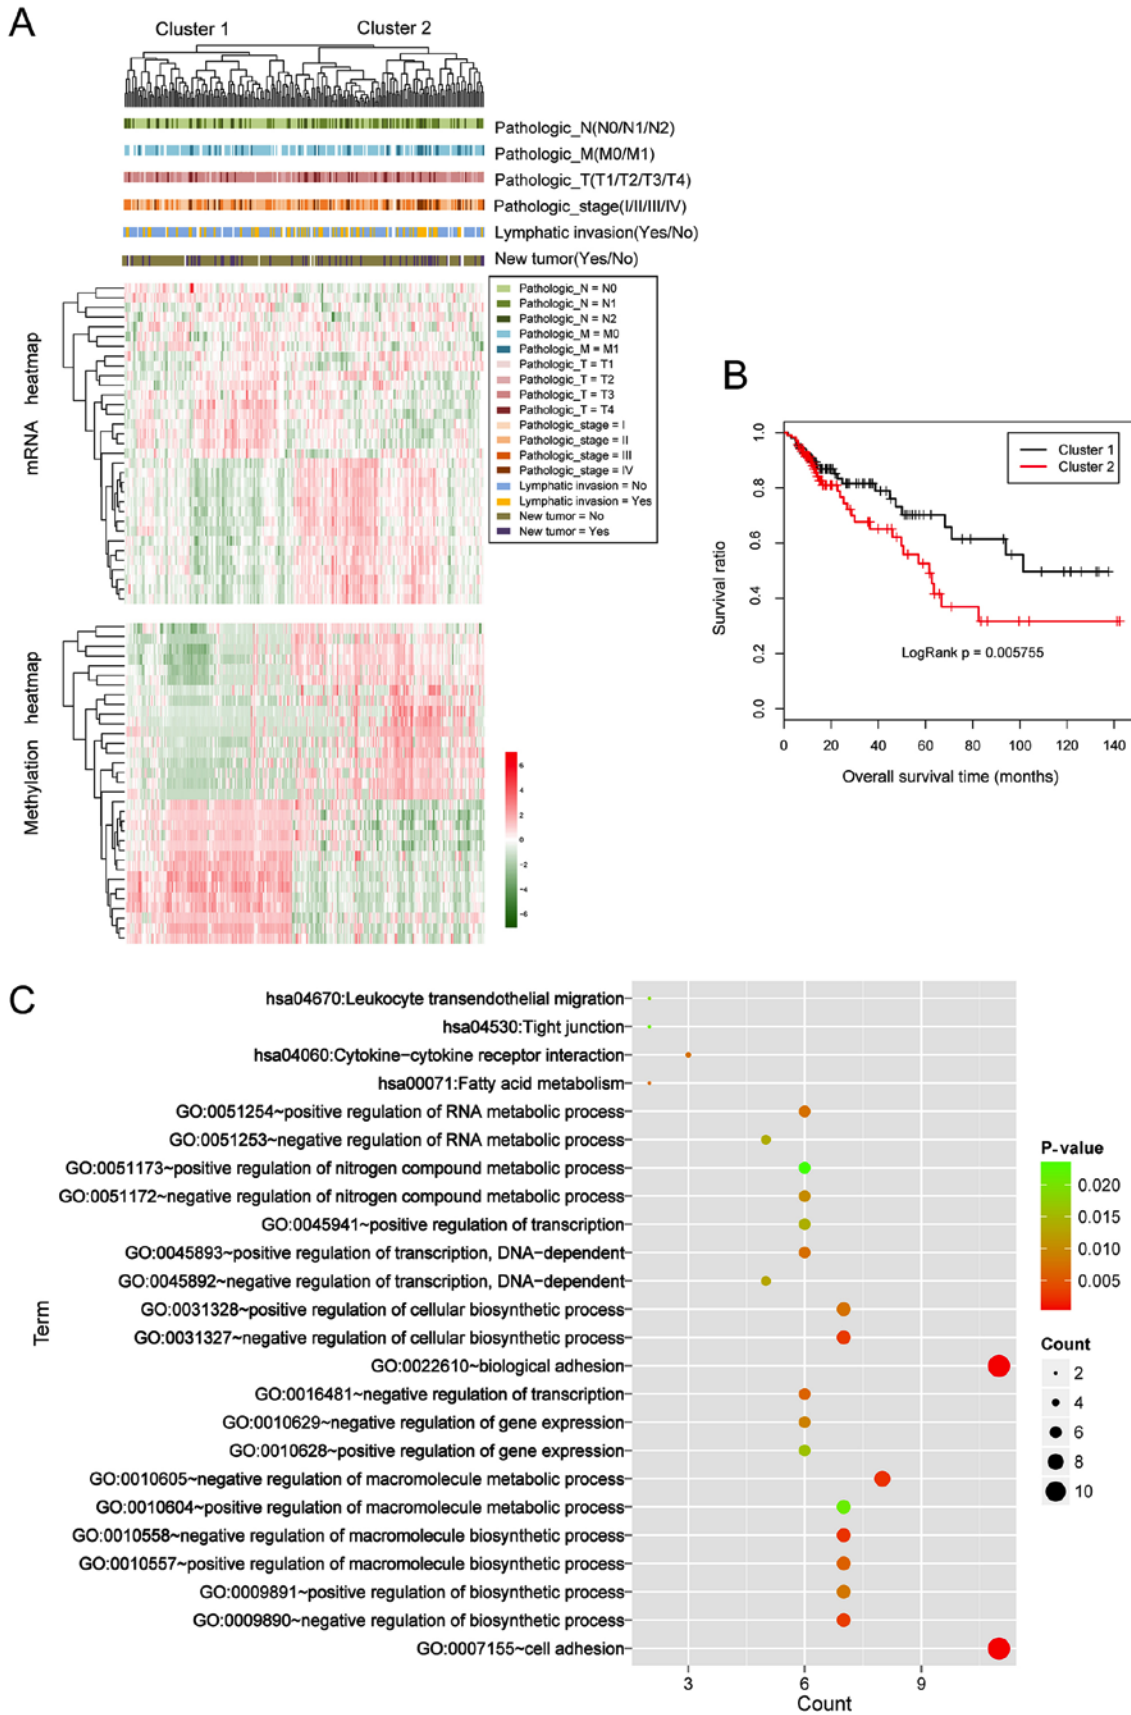 A
Cluster 1
Cluster 2
Pathologic_N(N0/N1/N2)
Pathologic_M(M0/M1)
Pathologic_T(T1/T2/T3/T4)
Pathologic_stage(I/II/III/IV)
Lymphatic invasion(Yes/No)
New tumor(Yes/No)
mRNA heatmap
Pathologic_N = N0
Pathologic_N = N1
Pathologic_N = N2
Pathologic_M = M0
Pathologic_M = M1
Pathologic_T = T1
Pathologic_T = T2
Pathologic_T = T3
Pathologic_T = T4
Pathologic_stage = I
Pathologic_stage = II
Pathologic_stage = III
Pathologic_stage = IV
Lymphatic invasion = No
Lymphatic invasion = Yes
New tumor = No
New tumor = Yes
Methylation heatmap
6
4
2
0
-2
-4
-6
B
Survival ratio
1.0
0.8
0.6
0.4
0.2
0.0
Cluster 1
Cluster 2
LogRank p = 0.005755
0 20 40 60 80 100 120 140
Overall survival time (months)
C
Term
hsa04670:Leukocyte transendothelial migration
hsa04530:Tight junction
hsa04060:Cytokine−cytokine receptor interaction
hsa00071:Fatty acid metabolism
GO:0051254~positive regulation of RNA metabolic process
GO:0051253~negative regulation of RNA metabolic process
GO:0051173~positive regulation of nitrogen compound metabolic process
GO:0051172~negative regulation of nitrogen compound metabolic process
GO:0045941~positive regulation of transcription
GO:0045893~positive regulation of transcription, DNA−dependent
GO:0045892~negative regulation of transcription, DNA−dependent
GO:0031328~positive regulation of cellular biosynthetic process
GO:0031327~negative regulation of cellular biosynthetic process
GO:0022610~biological adhesion
GO:0016481~negative regulation of transcription
GO:0010629~negative regulation of gene expression
GO:0010628~positive regulation of gene expression
GO:0010605~negative regulation of macromolecule metabolic process
GO:0010604~positive regulation of macromolecule metabolic process
GO:0010558~negative regulation of macromolecule biosynthetic process
GO:0010557~positive regulation of macromolecule biosynthetic process
GO:0009891~positive regulation of biosynthetic process
GO:0009890~negative regulation of biosynthetic process
GO:0007155~cell adhesion
3 6 9
Count
P-value
0.020
0.015
0.010
0.005
Count
2
4
6
8
10